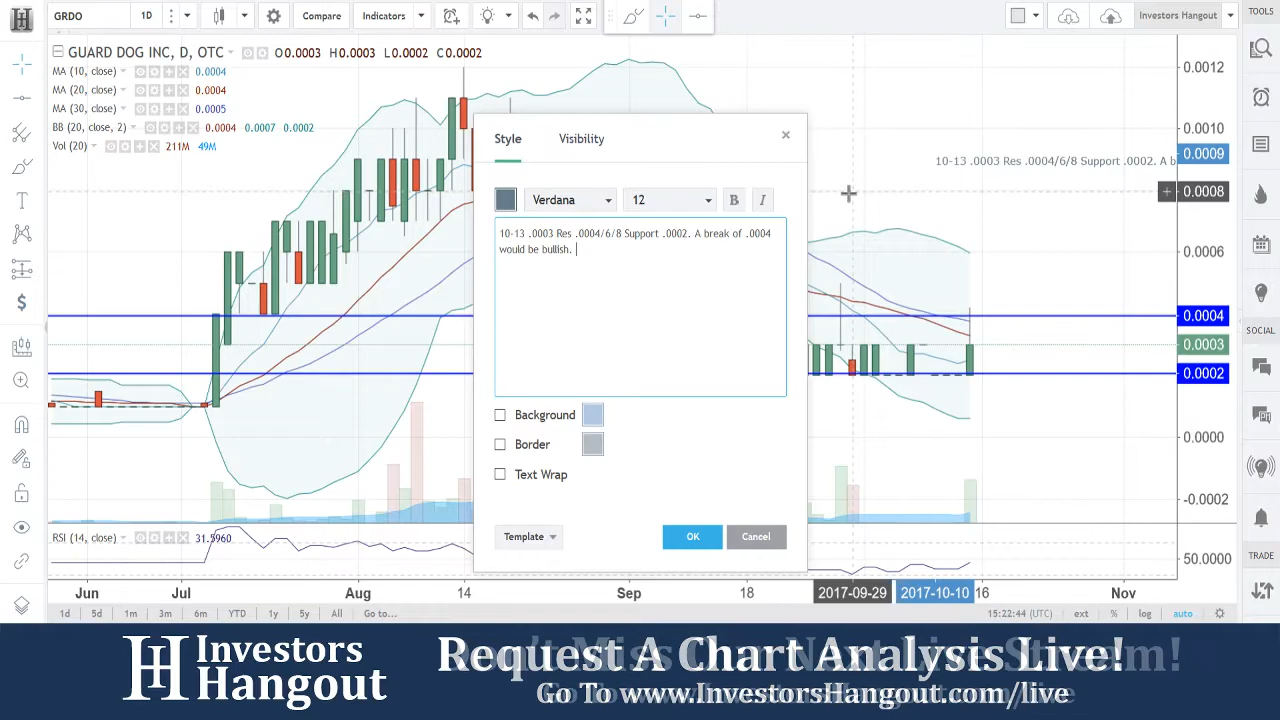 GRDO 1D Compare Indicators Investors Hangout TOOLS
GUARD DOG INC, D, OTC O0.0003 H0.0003 L0.0002 C0.0002
MA (10, close) 0.0004
MA (20, close) 0.0004
MA (30, close) 0.0005
BB (20, close, 2) 0.0004 0.0007 0.0002
Vol (20) 211M 49M
0.0012
0.0010
10-13 .0003 Res .0004/6/8 Support .0002. A b
0.0009
0.0008
0.0006
0.0004
0.0003
0.0002
0.0000
-0.0002
50.0000
Style Visibility
Verdana 12 B I
10-13 .0003 Res .0004/6/8 Support .0002. A break of .0004
would be bullish.
Background
Border
Text Wrap
Template OK Cancel
RSI (14, close) 31.5960
SOCIAL
TRADE
Jun Jul Aug 14 Sep 18 2017-09-29 2017-10-10 16 Nov
1d 5d 1m 3m 6m YTD 1y 5y All Go to... 15:22:44 (UTC) ext % log auto
Investors
Hangout
Request A Chart Analysis Live!
Go To www.InvestorsHangout.com/live